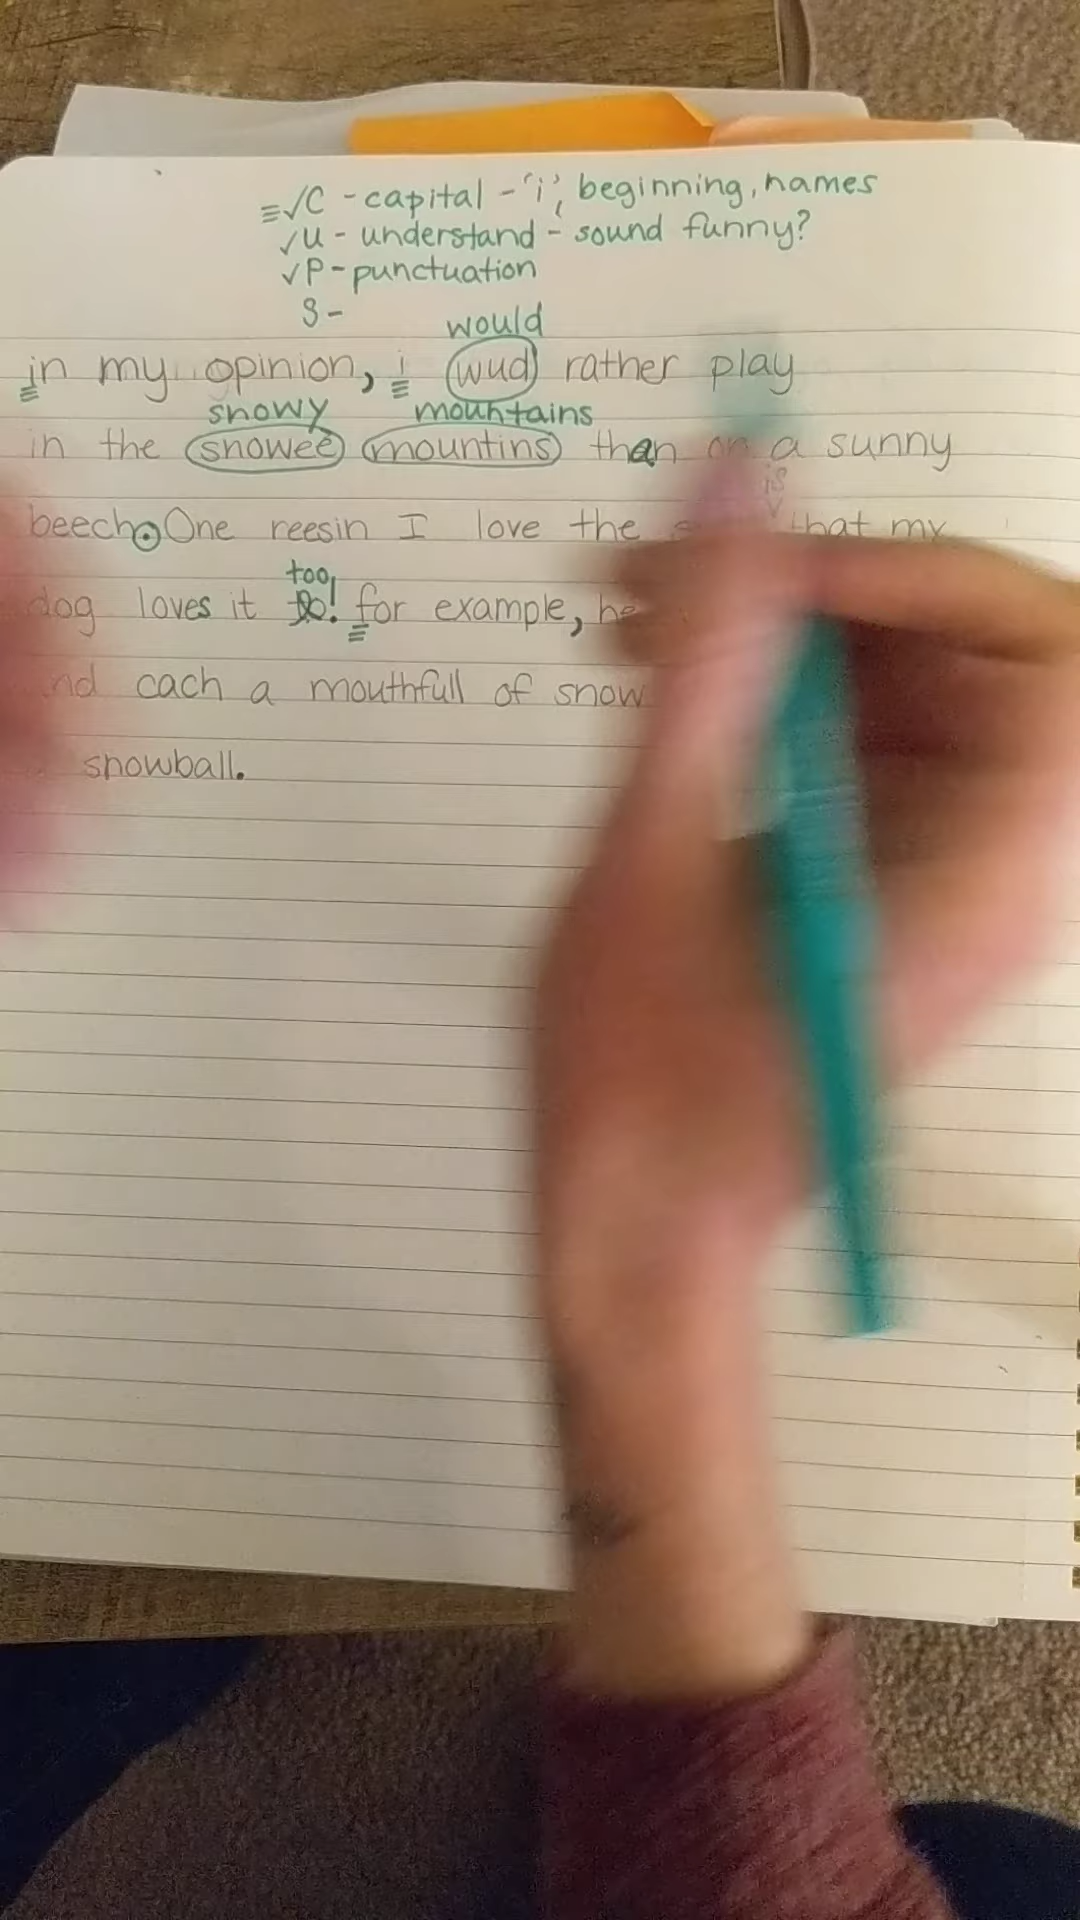 ≡✓C - capital - 'i', beginning, names
✓U - understand - sound funny?
✓P - punctuation
S -
would
in my opinion, i wud rather play
snowy mountains
in the snowee mountins than on a sunny
is
beech. One reesin I love the that my
too
dog loves it to! for example, he
cach a mouthfull of snow
snowball.